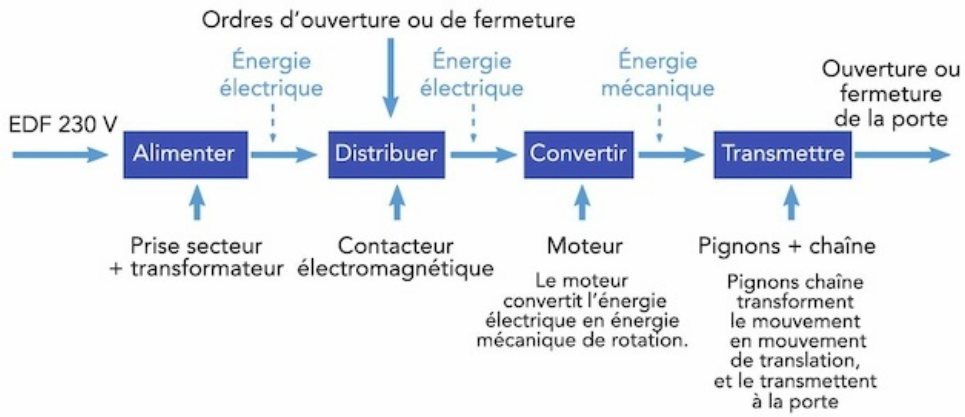 Ordres d'ouverture ou de fermeture
Énergie
électrique
Énergie
électrique
Énergie
mécanique
Ouverture ou
fermeture
de la porte
EDF 230 V
Alimenter
Distribuer
Convertir
Transmettre
Prise secteur
+ transformateur
Contacteur
électromagnétique
Moteur
Le moteur
convertit l'énergie
électrique en énergie
mécanique de rotation.
Pignons + chaîne
Pignons chaîne
transforment
le mouvement
en mouvement
de translation,
et le transmettent
à la porte